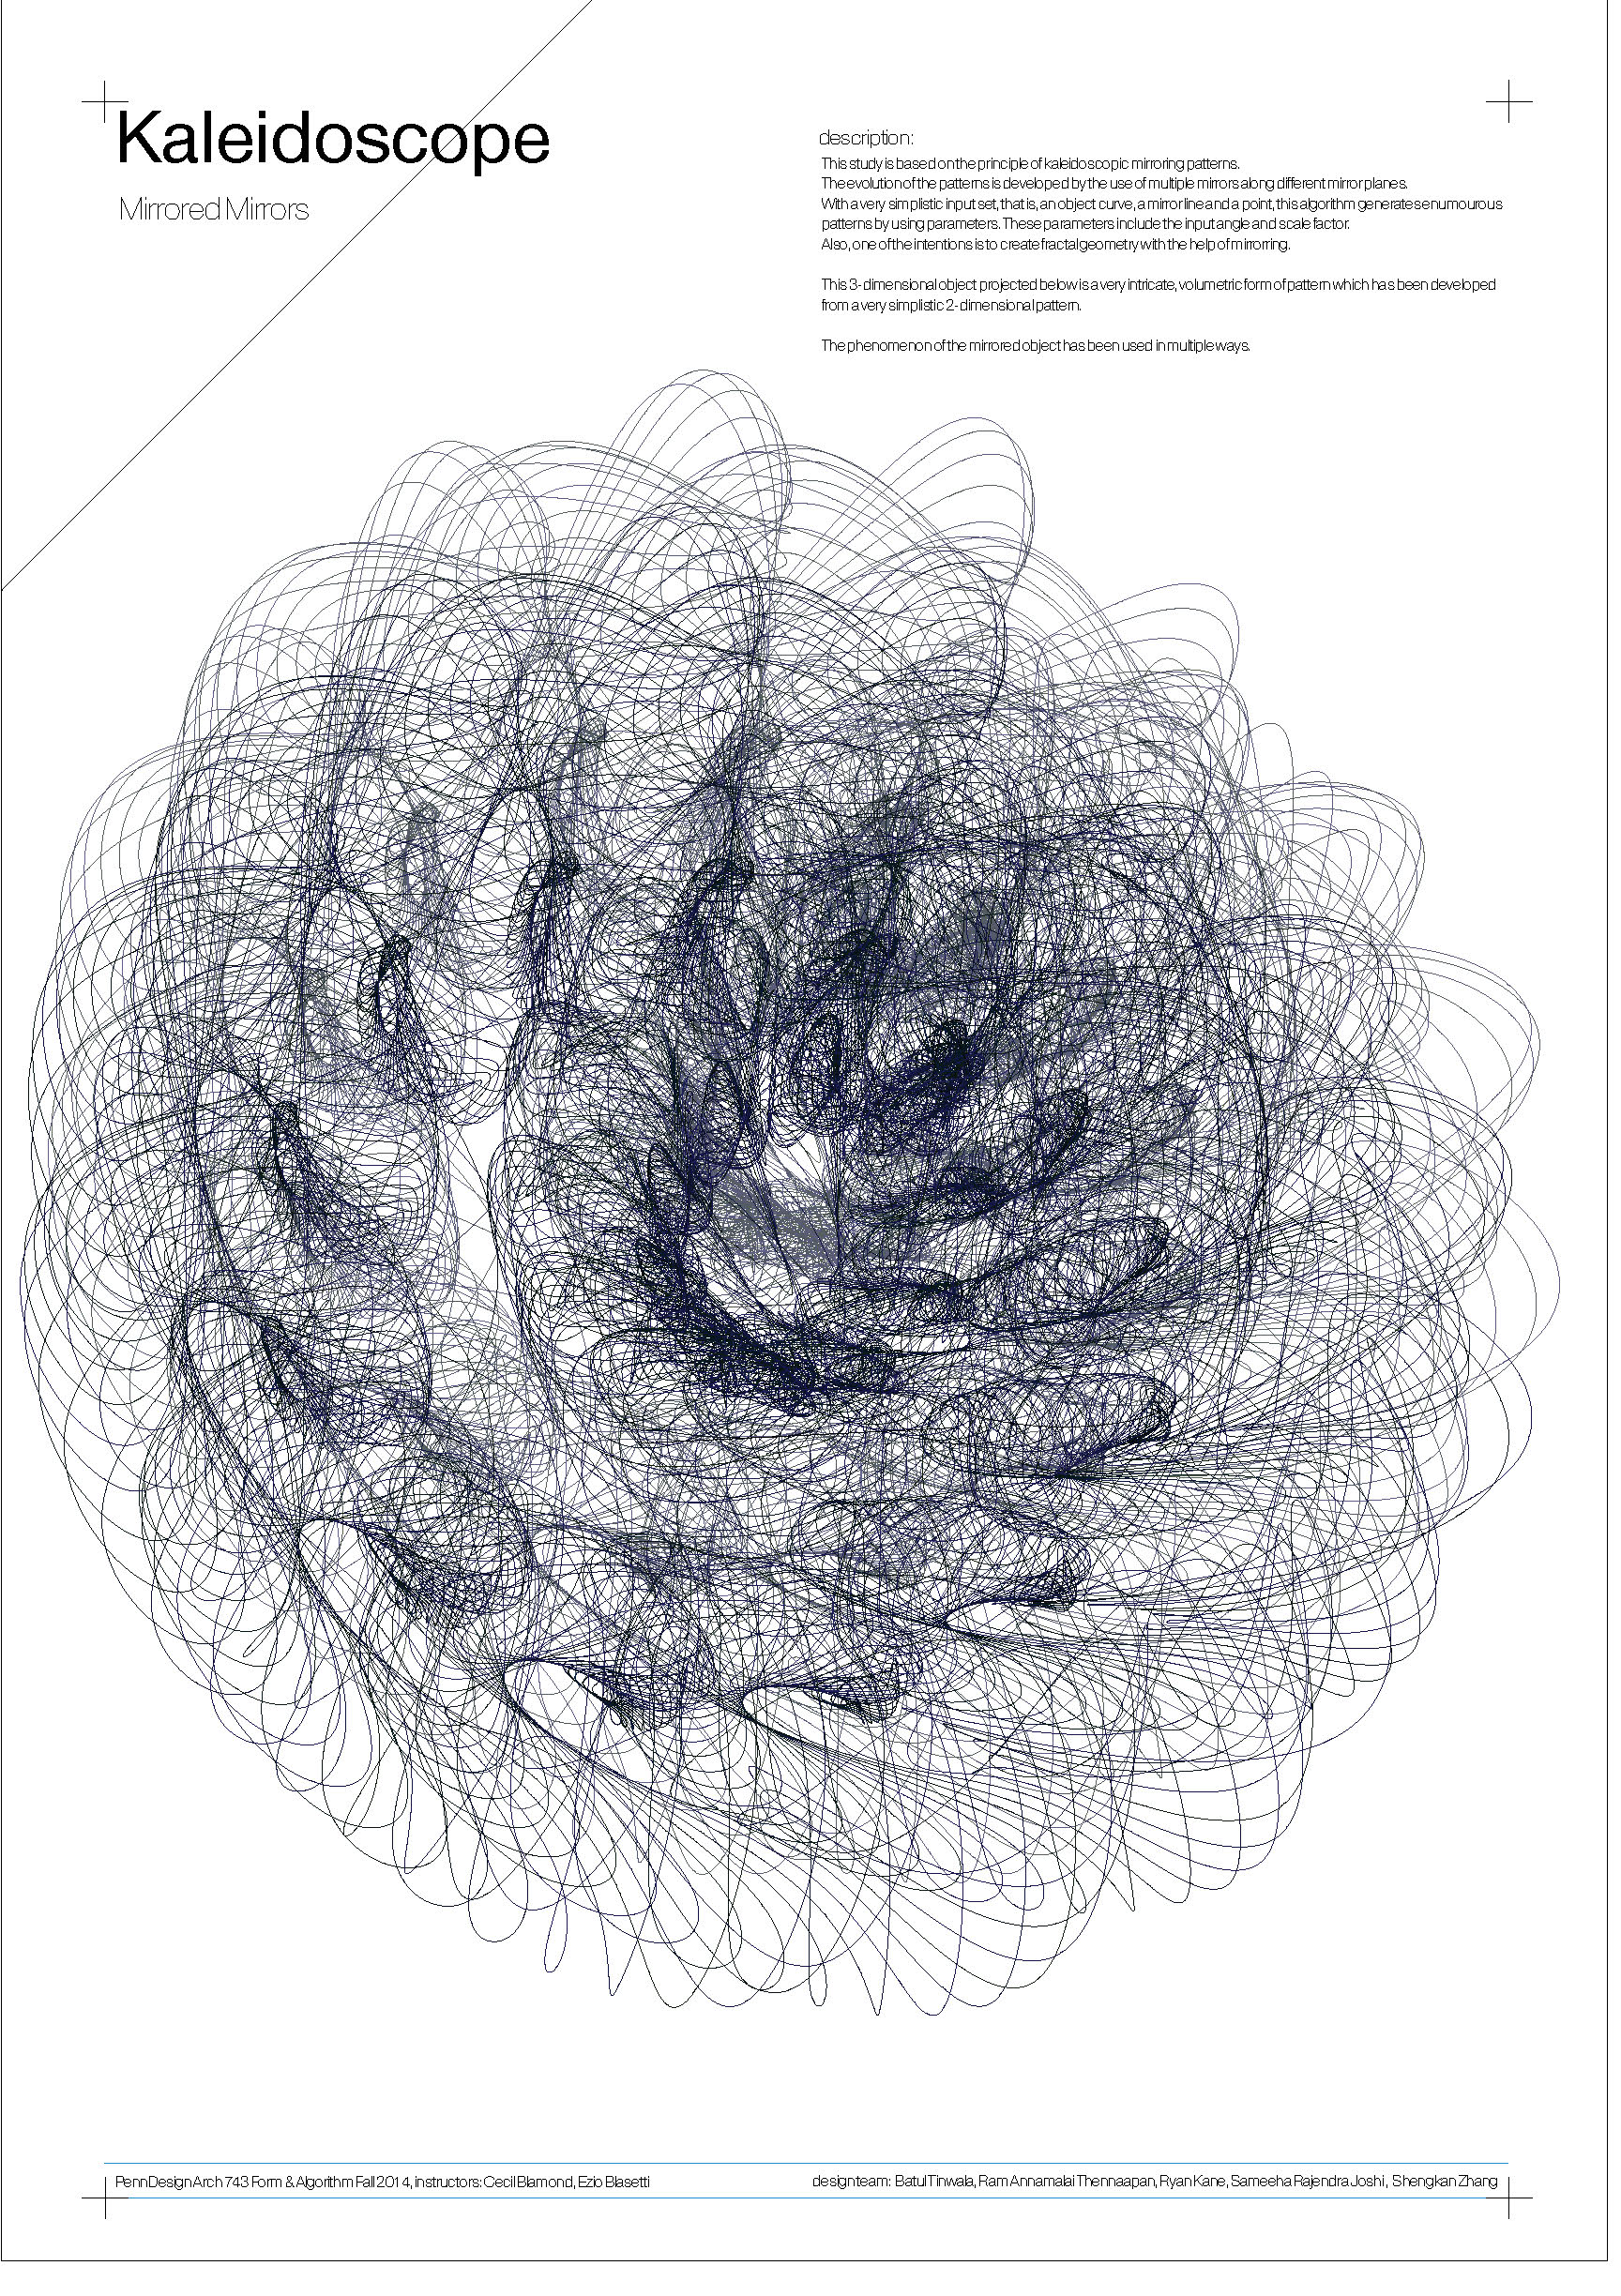 Kaleidoscope
Mirrored Mirrors
description:
This study is based on the principle of kaleidoscopic mirroring patterns.
The evolution of the patterns is developed by the use of multiple mirrors along different mirror planes.
With a very simplistic input set, that is, an object curve, a mirror line and a point, this algorithm generates enumourous
patterns by using parameters. These parameters include the input angle and scale factor.
Also, one of the intentions is to create fractal geometry with the help of mirroring.
This 3-dimensional object projected below is a very intricate, volumetric form of pattern which has been developed
from a very simplistic 2-dimensional pattern.
The phenomenon of the mirrored object has been used in multiple ways.
PennDesign Arch 743 Form & Algorithm Fall 2014, instructors: Cecil Blamond, Ezio Blasetti
design team: Batul Tinwala, Ram Annamalai Thennaapan, Ryan Kane, Sameeha Rajendra Joshi, Shengkan Zhang